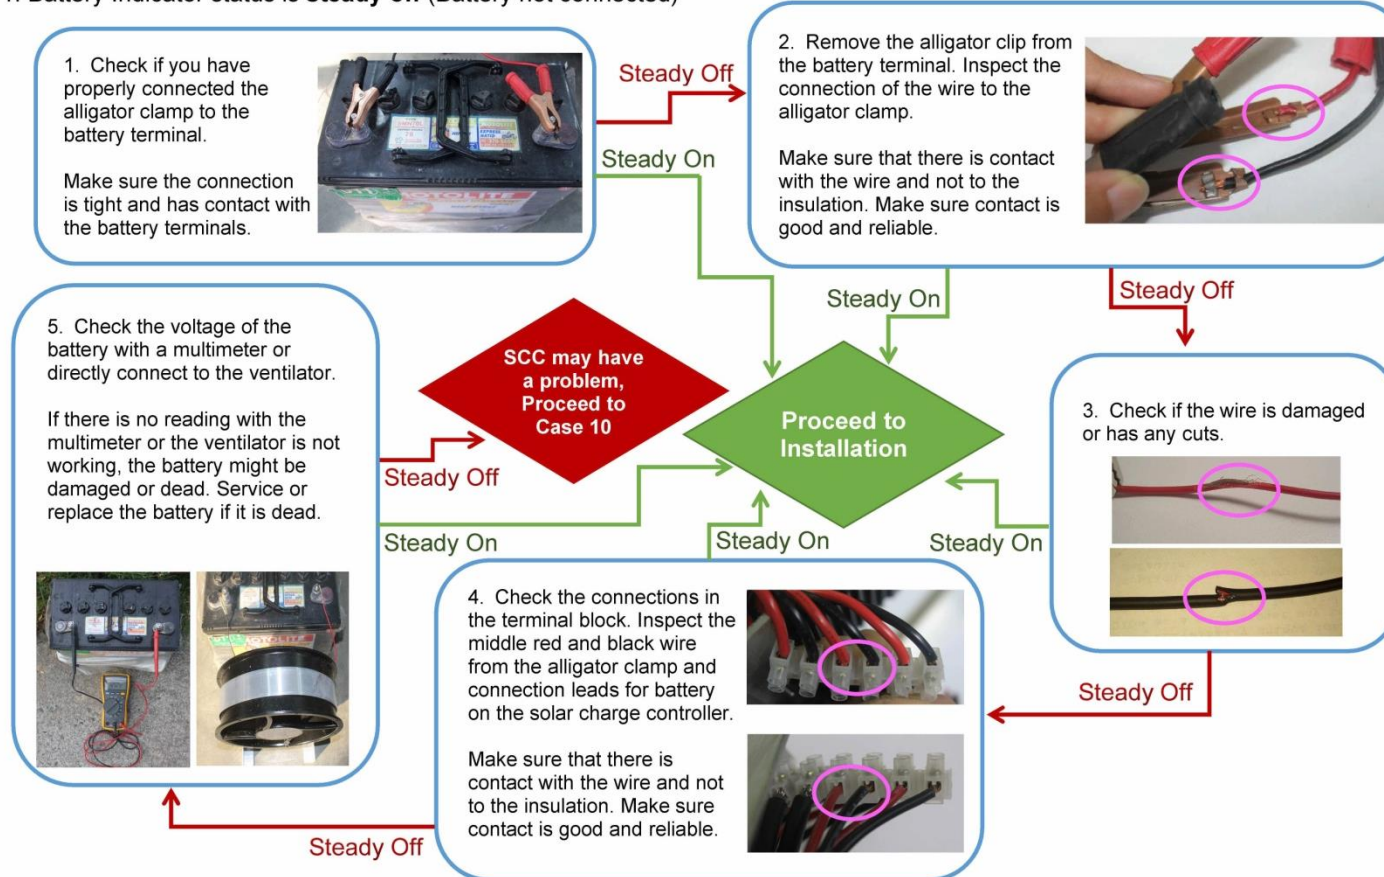 Battery Indicator status is Steady Off (Battery not connected)
1. Check if you have
properly connected the
alligator clamp to the
battery terminal.
Make sure the connection
is tight and has contact with
the battery terminals.
Steady Off
Steady On
2. Remove the alligator clip from
the battery terminal. Inspect the
connection of the wire to the
alligator clamp.
Make sure that there is contact
with the wire and not to the
insulation. Make sure contact is
good and reliable.
Steady On
Steady Off
3. Check if the wire is damaged
or has any cuts.
Steady On
Steady Off
4. Check the connections in
the terminal block. Inspect the
middle red and black wire
from the alligator clamp and
connection leads for battery
on the solar charge controller.
Make sure that there is
contact with the wire and not
to the insulation. Make sure
contact is good and reliable.
Steady On
Steady Off
5. Check the voltage of the
battery with a multimeter or
directly connect to the ventilator.
If there is no reading with the
multimeter or the ventilator is not
working, the battery might be
damaged or dead. Service or
replace the battery if it is dead.
Steady Off
Steady On
SCC may have
a problem,
Proceed to
Case 10
Proceed to
Installation